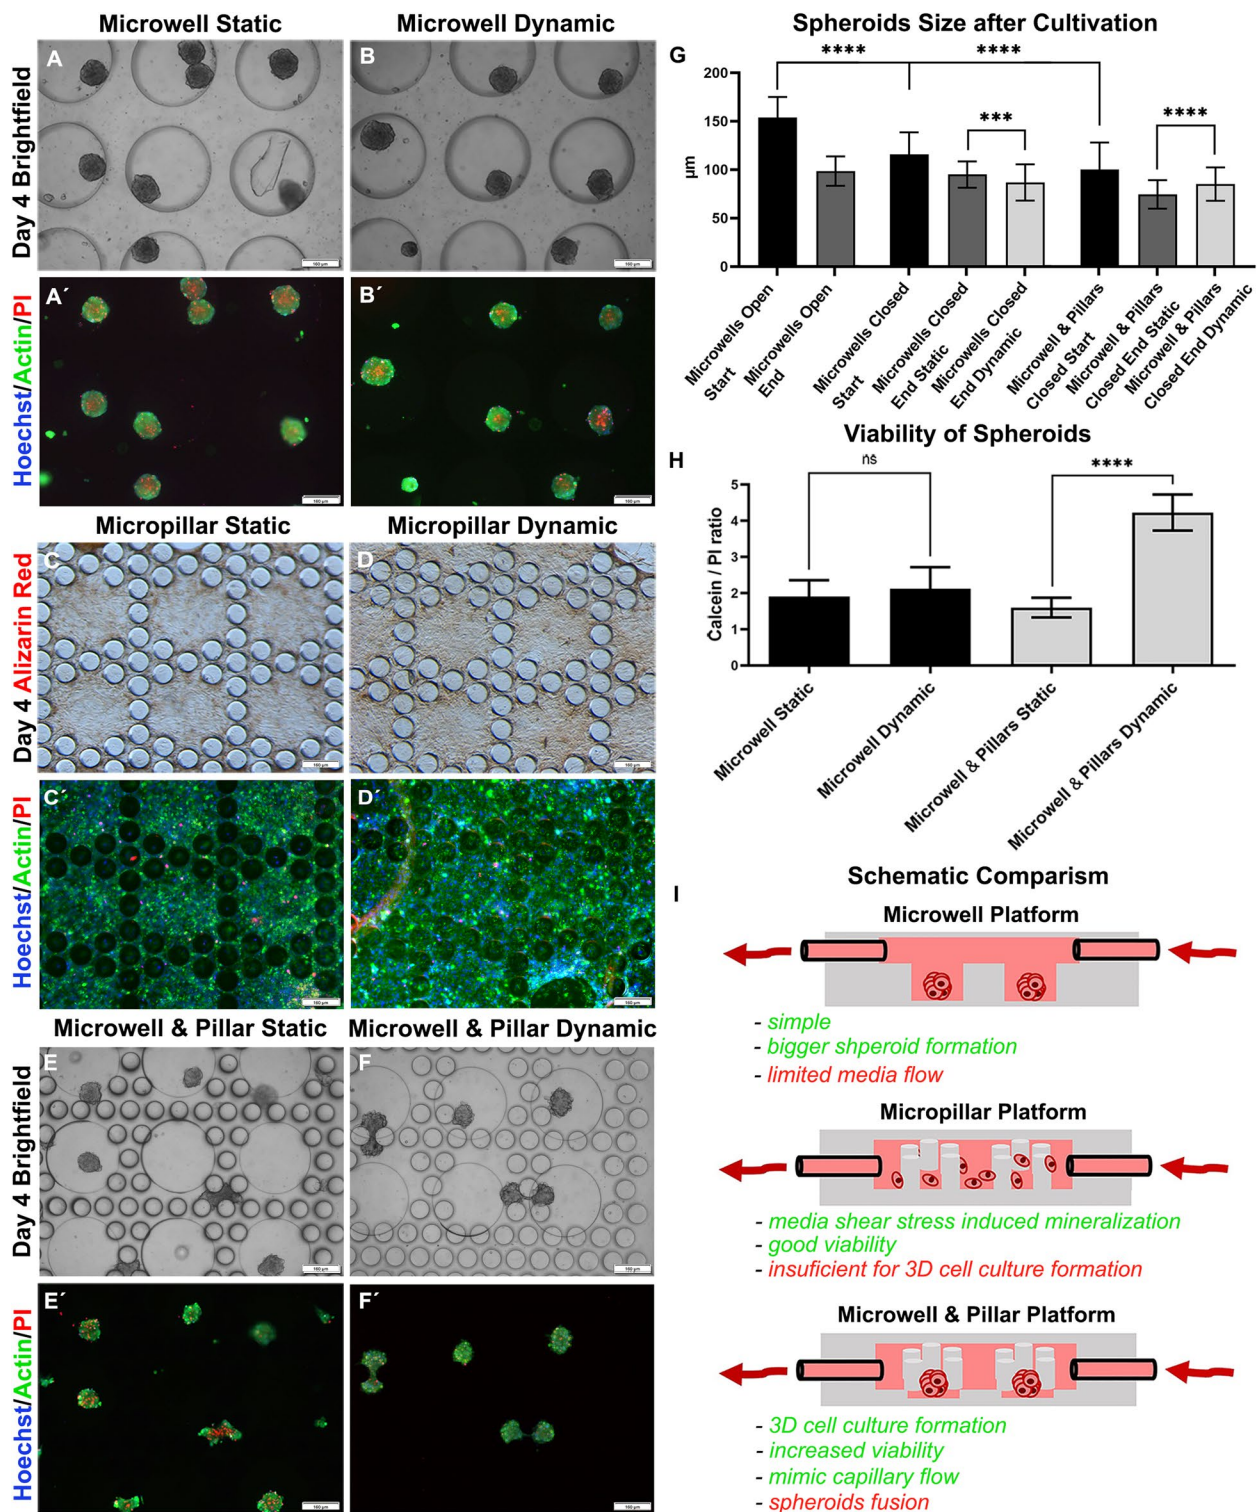 Microwell Static
Microwell Dynamic
Day 4 Brightfield
A
B
Hoechst/Actin/PI
A´
B´
Micropillar Static
Micropillar Dynamic
Day 4 Alizarin Red
C
D
Hoechst/Actin/PI
C´
D´
Microwell & Pillar Static
Microwell & Pillar Dynamic
Day 4 Brightfield
E
F
Hoechst/Actin/PI
E´
F´
Spheroids Size after Cultivation
G
****
****
***
****
200
150
100
50
0
µm
Microwells Open
Start
Microwells Open
End
Microwells Closed
Start
Microwells Closed
End Static
Microwells Closed
End Dynamic
Microwell & Pillars
Closed Start
Microwell & Pillars
Closed End Static
Microwell & Pillars
Closed End Dynamic
Viability of Spheroids
H
ns
****
5
4
3
2
1
0
Calcein / PI ratio
Microwell Static
Microwell Dynamic
Microwell & Pillars Static
Microwell & Pillars Dynamic
Schematic Comparism
I
Microwell Platform
- simple
- bigger shperoid formation
- limited media flow
Micropillar Platform
- media shear stress induced mineralization
- good viability
- insuficient for 3D cell culture formation
Microwell & Pillar Platform
- 3D cell culture formation
- increased viability
- mimic capillary flow
- spheroids fusion